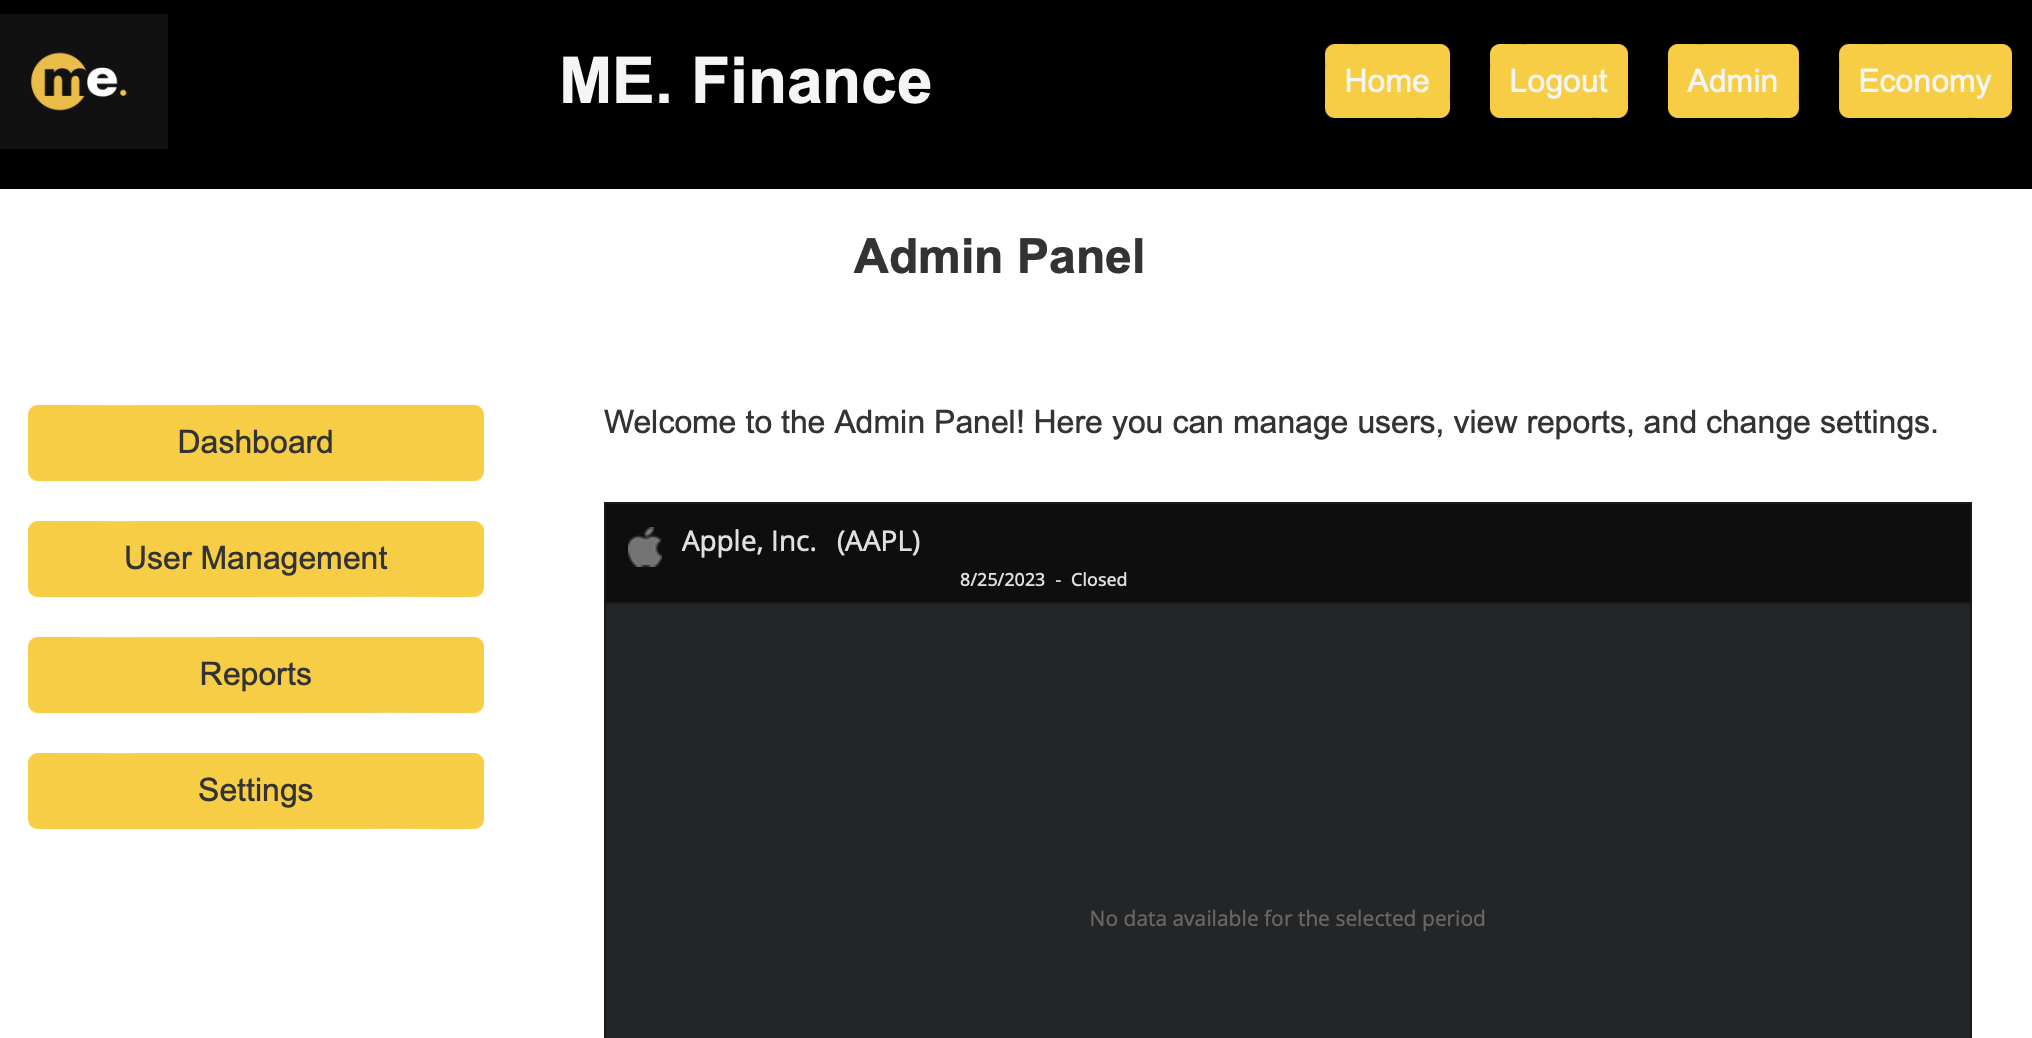 me.
ME. Finance
Home
Logout
Admin
Economy
Admin Panel
Dashboard
User Management
Reports
Settings
Welcome to the Admin Panel! Here you can manage users, view reports, and change settings.
Apple, Inc. (AAPL)
8/25/2023 - Closed
No data available for the selected period